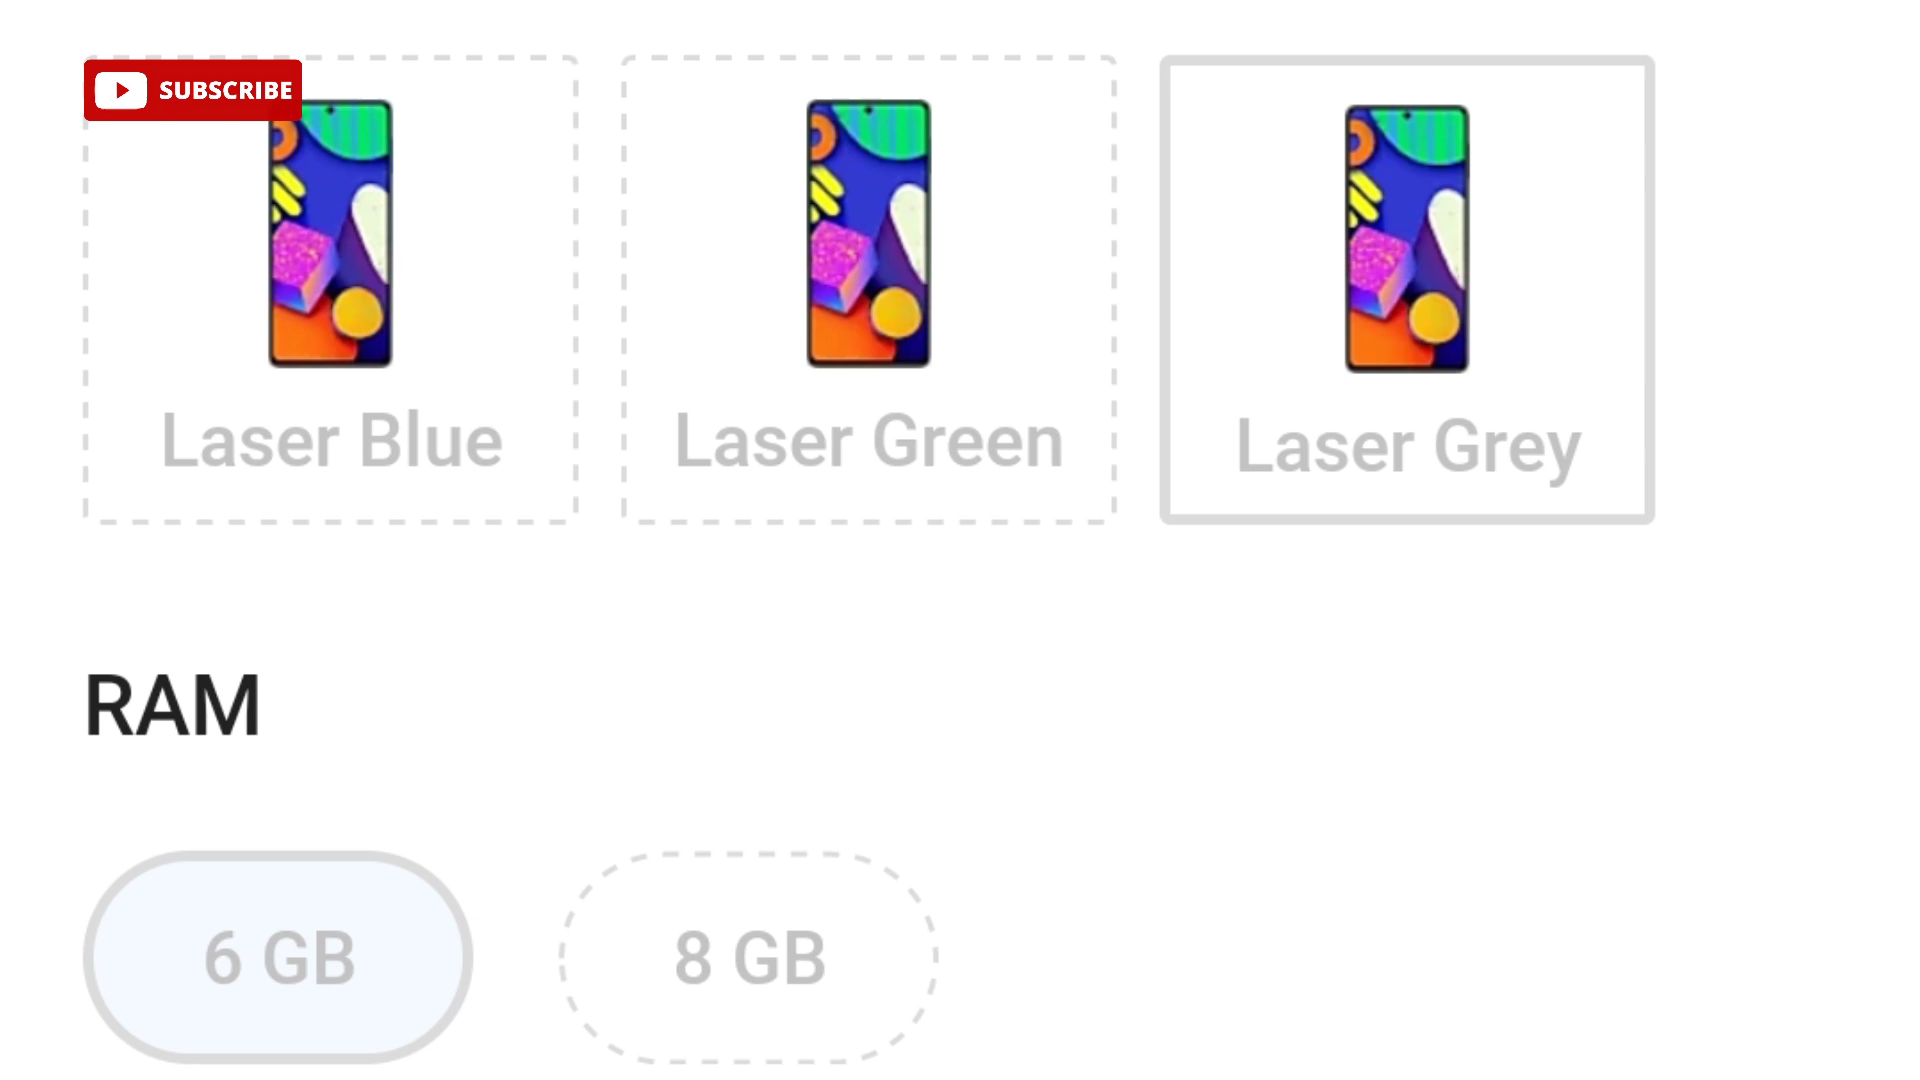 SUBSCRIBE
Laser Blue
Laser Green
Laser Grey
RAM
6 GB
8 GB